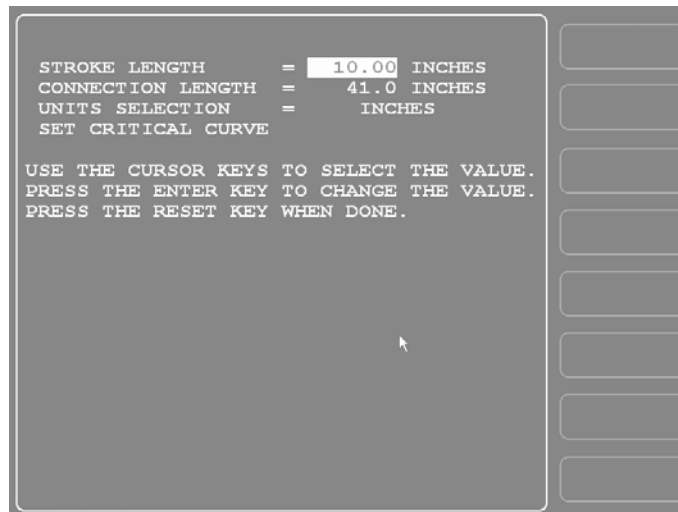 STROKE LENGTH = 10.00 INCHES
CONNECTION LENGTH = 41.0 INCHES
UNITS SELECTION = INCHES
SET CRITICAL CURVE
USE THE CURSOR KEYS TO SELECT THE VALUE.
PRESS THE ENTER KEY TO CHANGE THE VALUE.
PRESS THE RESET KEY WHEN DONE.